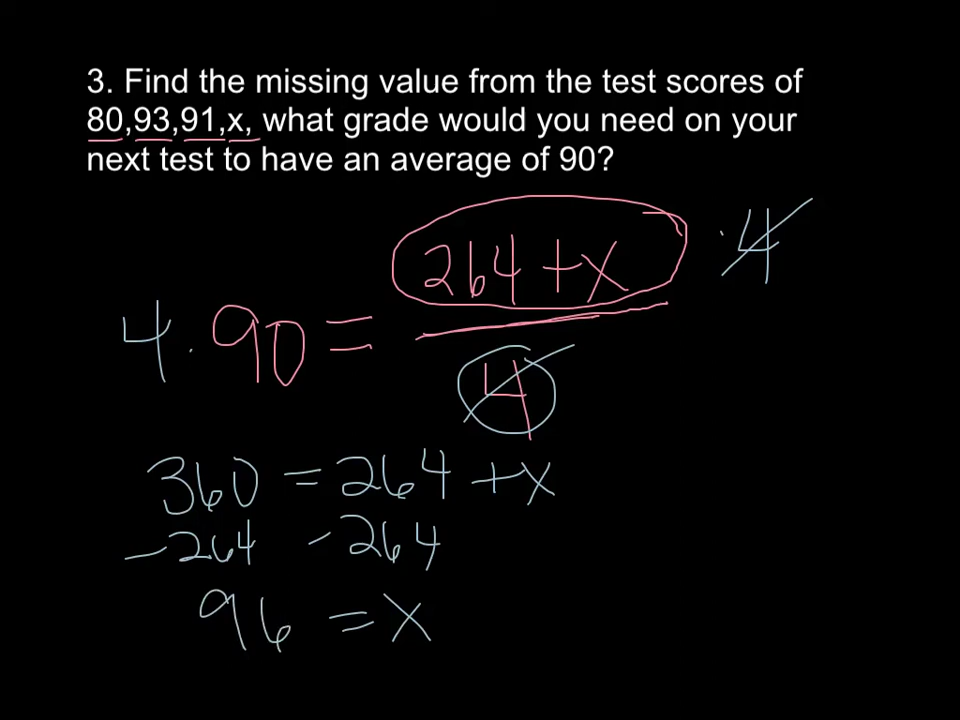 3. Find the missing value from the test scores of
80,93,91,x, what grade would you need on your
next test to have an average of 90?
264 + x · 4
4 · 90 =
4
360 = 264 + x
- 264 - 264
96 = x